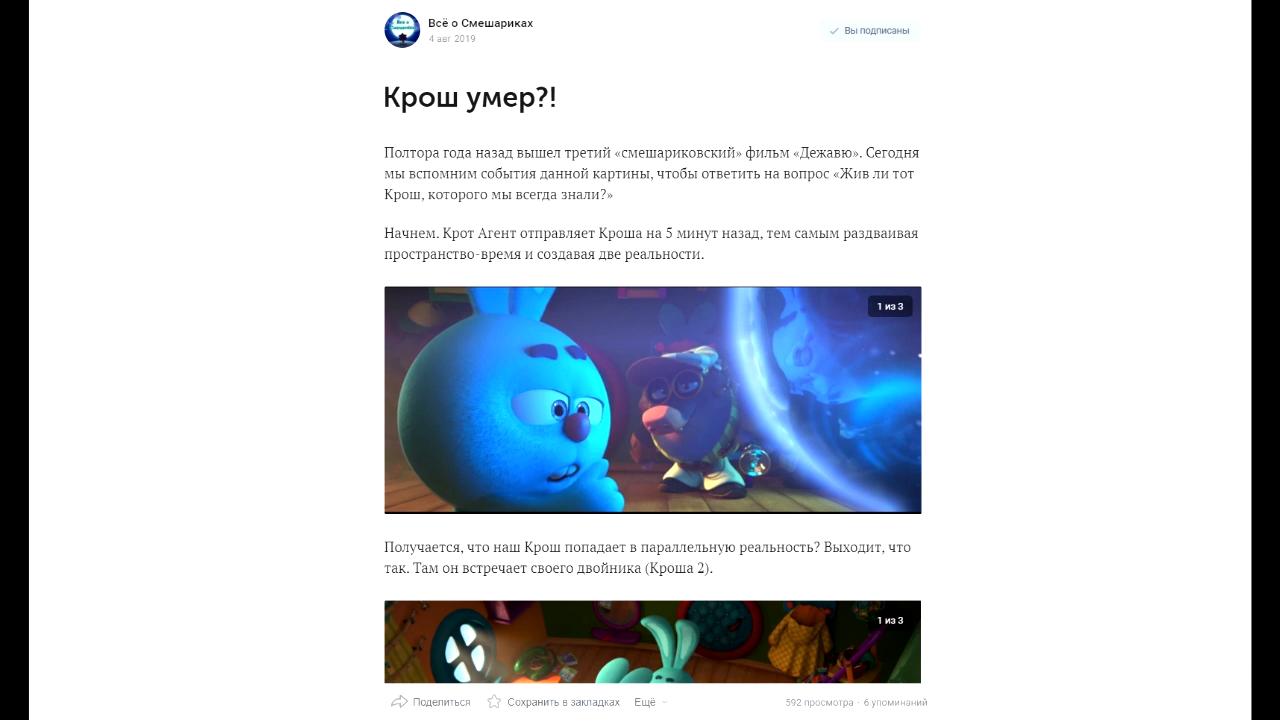 Всё о Смешариках
4 авг 2019
Вы подписаны
Крош умер?!
Полтора года назад вышел третий «смешариковский» фильм «Дежавю». Сегодня
мы вспомним события данной картины, чтобы ответить на вопрос «Жив ли тот
Крош, которого мы всегда знали?»
Начнем. Крот Агент отправляет Кроша на 5 минут назад, тем самым раздваивая
пространство-время и создавая две реальности.
1 из 3
Получается, что наш Крош попадает в параллельную реальность? Выходит, что
так. Там он встречает своего двойника (Кроша 2).
1 из 3
Поделиться Сохранить в закладках Ещё 592 просмотра · 6 упоминаний